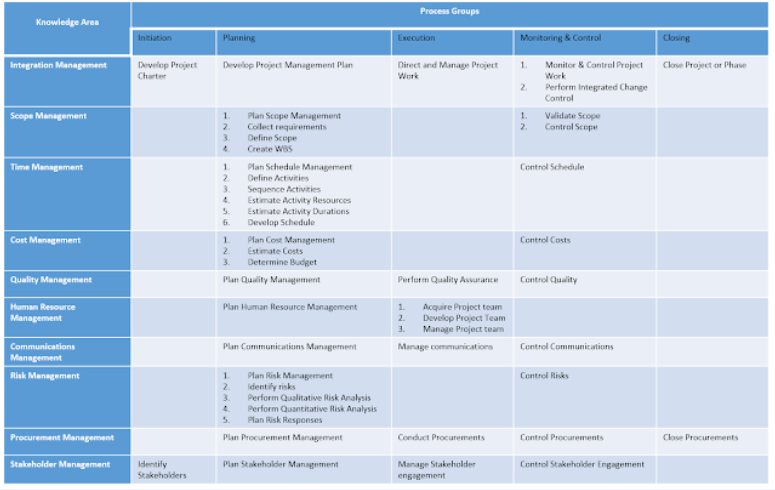 Knowledge Area
Process Groups
Initiation
Planning
Execution
Monitoring & Control
Closing
Integration Management
Develop Project
Charter
Develop Project Management Plan
Direct and Manage Project
Work
1. Monitor & Control Project
Work
2. Perform Integrated Change
Control
Close Project or Phase
Scope Management
1. Plan Scope Management
2. Collect requirements
3. Define Scope
4. Create WBS
1. Validate Scope
2. Control Scope
Time Management
1. Plan Schedule Management
2. Define Activities
3. Sequence Activities
4. Estimate Activity Resources
5. Estimate Activity Durations
6. Develop Schedule
Control Schedule
Cost Management
1. Plan Cost Management
2. Estimate Costs
3. Determine Budget
Control Costs
Quality Management
Plan Quality Management
Perform Quality Assurance
Control Quality
Human Resource
Management
Plan Human Resource Management
1. Acquire Project team
2. Develop Project Team
3. Manage Project team
Communications
Management
Plan Communications Management
Manage communications
Control Communications
Risk Management
1. Plan Risk Management
2. Identify risks
3. Perform Qualitative Risk Analysis
4. Perform Quantitative Risk Analysis
5. Plan Risk Responses
Control Risks
Procurement Management
Plan Procurement Management
Conduct Procurements
Control Procurements
Close Procurements
Stakeholder Management
Identify
Stakeholders
Plan Stakeholder Management
Manage Stakeholder
engagement
Control Stakeholder Engagement